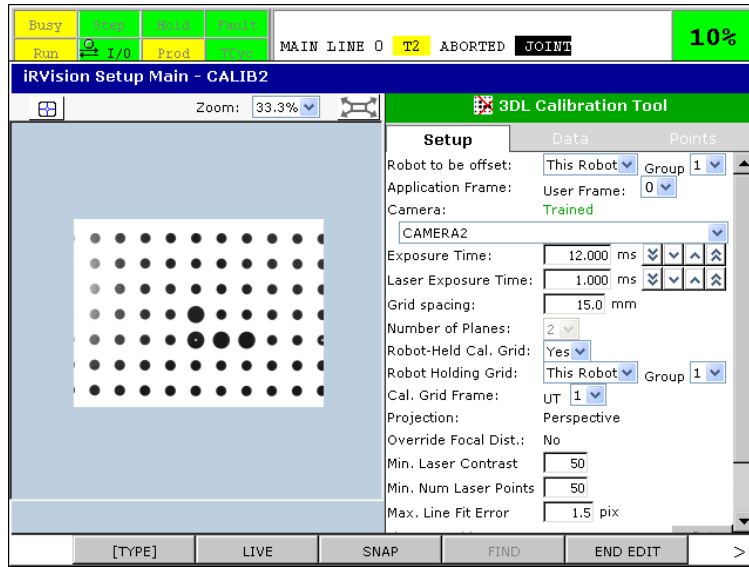 Busy Step Hold Fault
Run I/O Prod TCyc
MAIN LINE 0 T2 ABORTED JOINT
10%
iRVision Setup Main - CALIB2
Zoom: 33.3%
3DL Calibration Tool
Setup Data Points
Robot to be offset: This Robot Group 1
Application Frame: User Frame: 0
Camera: Trained
CAMERA2
Exposure Time: 12.000 ms
Laser Exposure Time: 1.000 ms
Grid spacing: 15.0 mm
Number of Planes: 2
Robot-Held Cal. Grid: Yes
Robot Holding Grid: This Robot Group 1
Cal. Grid Frame: UT 1
Projection: Perspective
Override Focal Dist.: No
Min. Laser Contrast 50
Min. Num Laser Points 50
Max. Line Fit Error 1.5 pix
[TYPE] LIVE SNAP FIND END EDIT >